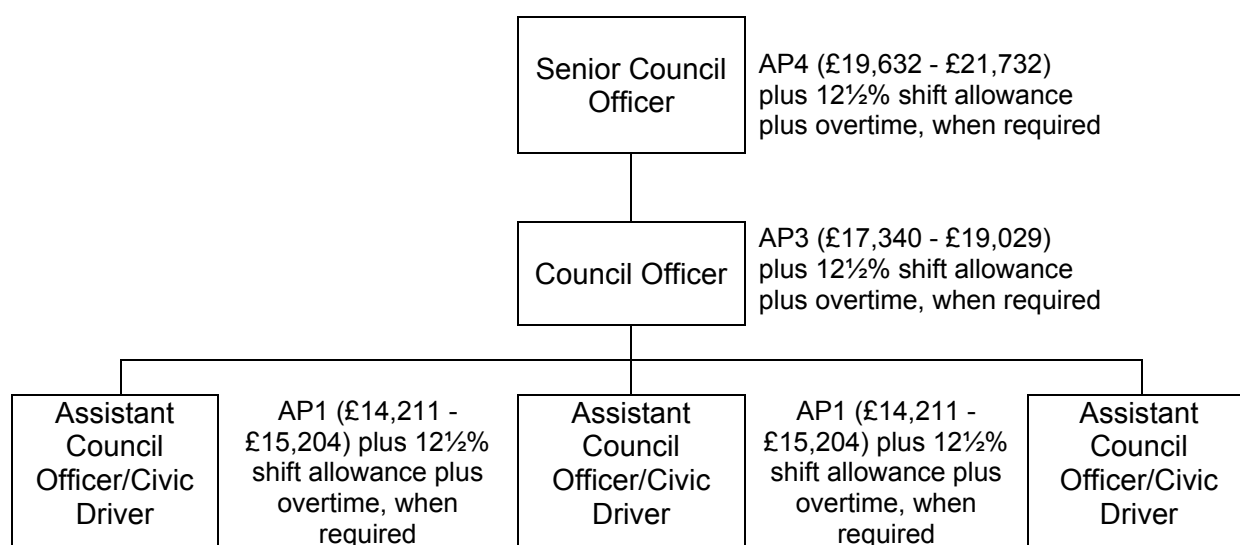 Senior Council
Officer
AP4 (£19,632 - £21,732)
plus 12½% shift allowance
plus overtime, when required
Council Officer
AP3 (£17,340 - £19,029)
plus 12½% shift allowance
plus overtime, when required
Assistant
Council
Officer/Civic
Driver
AP1 (£14,211 -
£15,204) plus 12½%
shift allowance plus
overtime, when
required
Assistant
Council
Officer/Civic
Driver
AP1 (£14,211 -
£15,204) plus 12½%
shift allowance plus
overtime, when
required
Assistant
Council
Officer/Civic
Driver